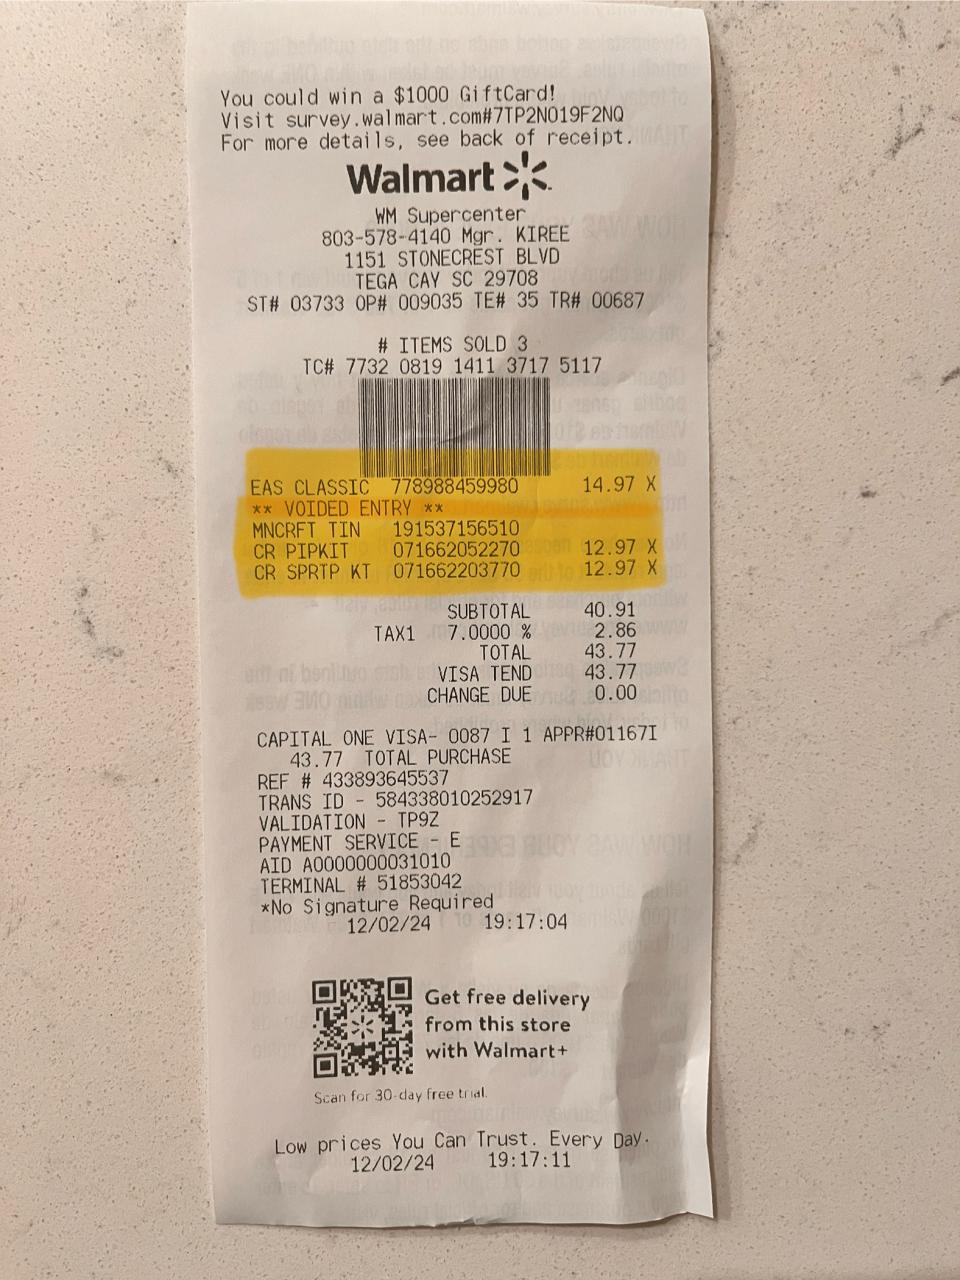 You could win a $1000 GiftCard!
Visit survey.walmart.com#7TP2N019F2NQ
For more details, see back of receipt.
Walmart
WM Supercenter
803-578-4140 Mgr. KIREE
1151 STONECREST BLVD
TEGA CAY SC 29708
ST# 03733 OP# 009035 TE# 35 TR# 00687
# ITEMS SOLD 3
TC# 7732 0819 1411 3717 5117
EAS CLASSIC 778988459980 14.97 X
** VOIDED ENTRY **
MNCRFT TIN 191537156510
CR PIPKIT 071662052270 12.97 X
CR SPRTP KT 071662203770 12.97 X
SUBTOTAL 40.91
TAX1 7.0000 % 2.86
TOTAL 43.77
VISA TEND 43.77
CHANGE DUE 0.00
CAPITAL ONE VISA- 0087 I 1 APPR#01167I
43.77 TOTAL PURCHASE
REF # 433893645537
TRANS ID - 584338010252917
VALIDATION - TP9Z
PAYMENT SERVICE - E
AID A0000000031010
TERMINAL # 51853042
*No Signature Required
12/02/24 19:17:04
Get free delivery
from this store
with Walmart+
Scan for 30-day free trial.
Low prices You Can Trust. Every Day.
12/02/24 19:17:11